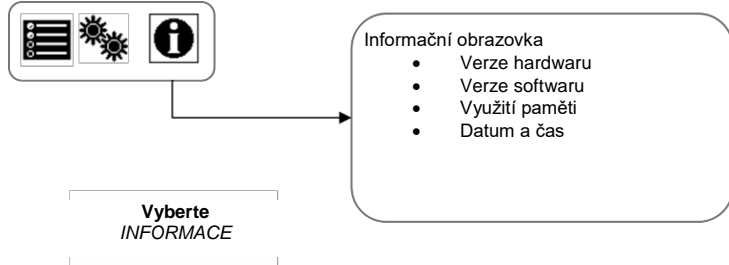 Informační obrazovka
• Verze hardwaru
• Verze softwaru
• Využití paměti
• Datum a čas
Vyberte
INFORMACE